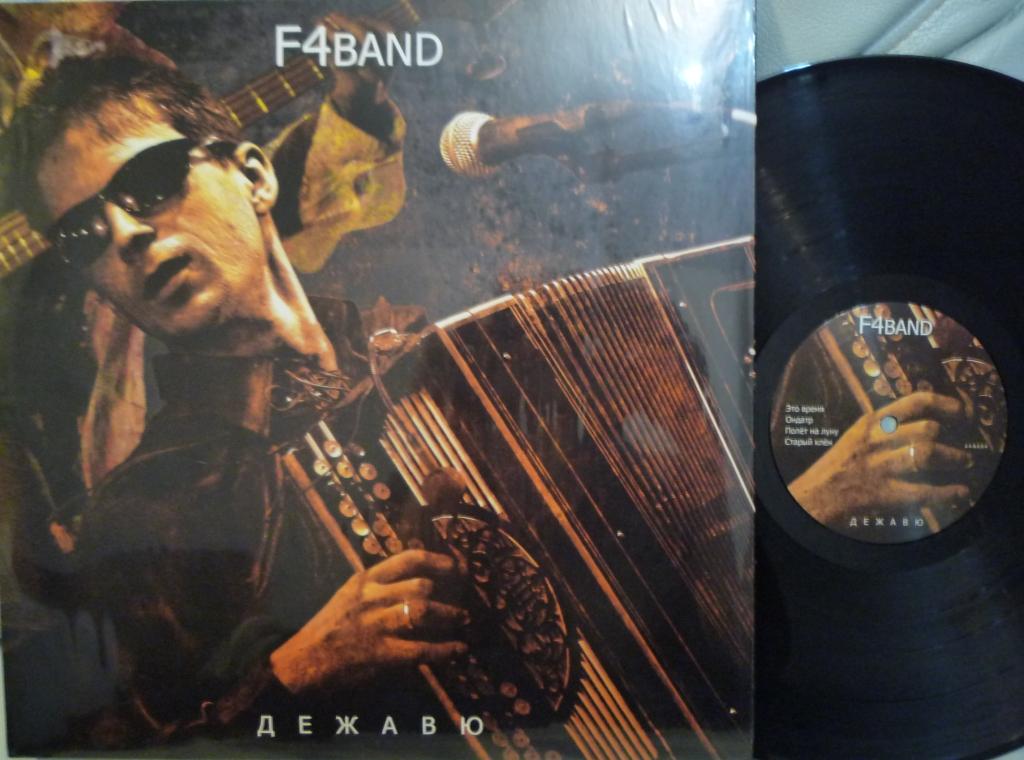 F4BAND
ДЕЖАВЮ
F4BAND
Это время
Ондатр
Полёт на луну
Старый клён
ДЕЖАВЮ